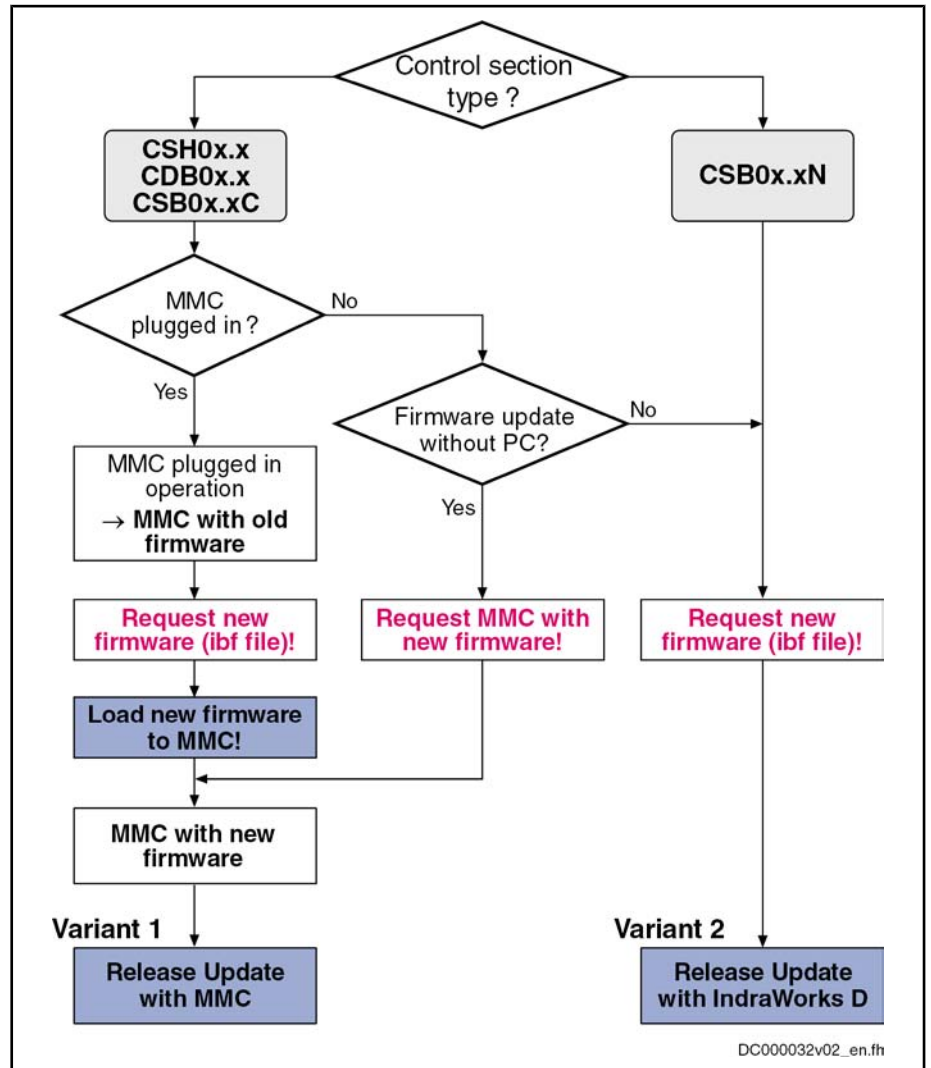 Control section
type ?
CSH0x.x
CDB0x.x
CSB0x.xC
CSB0x.xN
MMC
plugged in ?
No
Yes
Firmware update
without PC?
No
Yes
MMC plugged in
operation
→ MMC with old
firmware
Request new
firmware (ibf file)!
Request MMC with
new firmware!
Request new
firmware (ibf file)!
Load new firmware
to MMC!
MMC with new
firmware
Variant 1
Release Update
with MMC
Variant 2
Release Update
with IndraWorks D
DC000032v02_en.fh